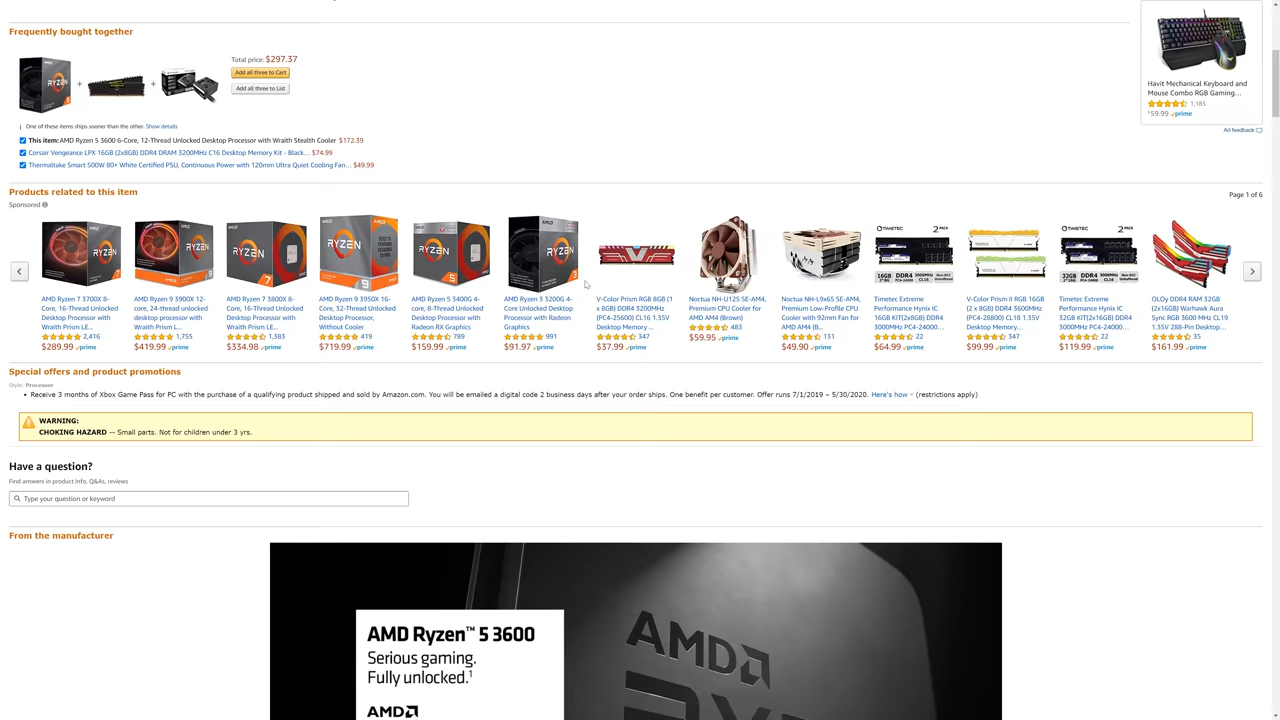 Frequently bought together
Total price: $297.37
Add all three to Cart
Add all three to List
i One of these items ships sooner than the other. Show details
This item: AMD Ryzen 5 3600 6-Core, 12-Thread Unlocked Desktop Processor with Wraith Stealth Cooler $172.39
Corsair Vengeance LPX 16GB (2x8GB) DDR4 DRAM 3200MHz C16 Desktop Memory Kit - Black... $74.99
Thermaltake Smart 500W 80+ White Certified PSU, Continuous Power with 120mm Ultra Quiet Cooling Fan... $49.99
Havit Mechanical Keyboard and
Mouse Combo RGB Gaming...
1,183
$59.99 prime
Ad feedback
Products related to this item
Page 1 of 6
Sponsored
AMD Ryzen 7 3700X 8-
Core, 16-Thread Unlocked
Desktop Processor with
Wraith Prism LE...
2,416
$289.99 prime
AMD Ryzen 9 3900X 12-
core, 24-thread unlocked
desktop processor with
Wraith Prism L...
1,755
$419.99 prime
AMD Ryzen 7 3800X 8-
Core, 16-Thread Unlocked
Desktop Processor with
Wraith Prism LE...
1,383
$334.98 prime
AMD Ryzen 9 3950X 16-
Core, 32-Thread Unlocked
Desktop Processor,
Without Cooler
419
$719.99 prime
AMD Ryzen 5 3400G 4-
core, 8-Thread Unlocked
Desktop Processor with
Radeon RX Graphics
789
$159.99 prime
AMD Ryzen 3 3200G 4-
Core Unlocked Desktop
Processor with Radeon
Graphics
991
$91.97 prime
V-Color Prism RGB 8GB (1
x 8GB) DDR4 3200MHz
(PC4-25600) CL16 1.35V
Desktop Memory ...
347
$37.99 prime
Noctua NH-U12S SE-AM4,
Premium CPU Cooler for
AMD AM4 (Brown)
483
$59.95 prime
Noctua NH-L9x65 SE-AM4,
Premium Low-Profile CPU
Cooler with 92mm Fan for
AMD AM4 (B...
131
$49.90 prime
Timetec Extreme
Performance Hynix IC
16GB KIT(2x8GB) DDR4
3000MHz PC4-24000...
22
$64.99 prime
V-Color Prism II RGB 16GB
(2 x 8GB) DDR4 3600MHz
(PC4-28800) CL18 1.35V
Desktop Memory...
347
$99.99 prime
Timetec Extreme
Performance Hynix IC
32GB KIT(2x16GB) DDR4
3000MHz PC4-24000...
22
$119.99 prime
OLOy DDR4 RAM 32GB
(2x16GB) Warhawk Aura
Sync RGB 3600 MHz CL19
1.35V 288-Pin Desktop...
35
$161.99 prime
Special offers and product promotions
Style: Processor
• Receive 3 months of Xbox Game Pass for PC with the purchase of a qualifying product shipped and sold by Amazon.com. You will be emailed a digital code 2 business days after your order ships. One benefit per customer. Offer runs 7/1/2019 – 5/30/2020. Here's how (restrictions apply)
WARNING:
CHOKING HAZARD -- Small parts. Not for children under 3 yrs.
Have a question?
Find answers in product info, Q&As, reviews
Type your question or keyword
From the manufacturer
AMD Ryzen™ 5 3600
Serious gaming.
Fully unlocked.¹
AMD
AMD